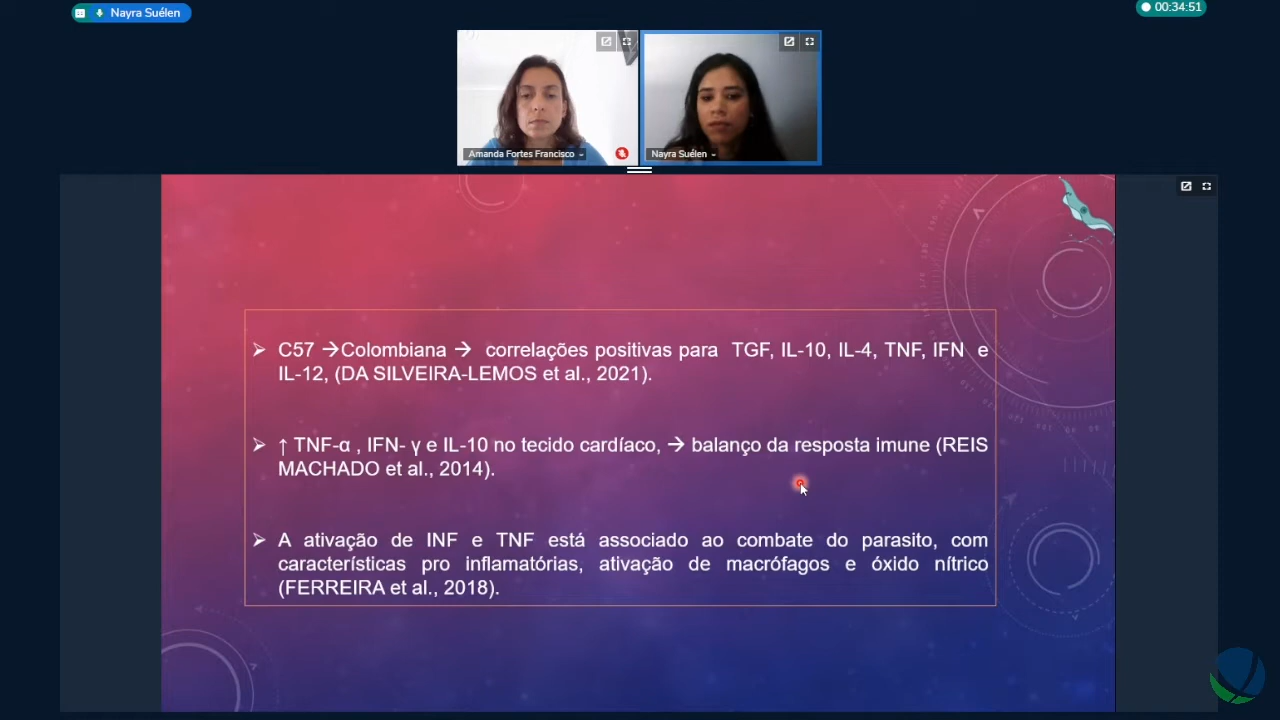 Nayra Suélen
00:34:51
Amanda Fortes Francisco
Nayra Suélen
➢ C57 →Colombiana → correlações positivas para TGF, IL-10, IL-4, TNF, IFN e
IL-12, (DA SILVEIRA-LEMOS et al., 2021).
➢ ↑ TNF-α , IFN- γ e IL-10 no tecido cardíaco, → balanço da resposta imune (REIS
MACHADO et al., 2014).
➢ A ativação de INF e TNF está associado ao combate do parasito, com
características pro inflamatórias, ativação de macrófagos e óxido nítrico
(FERREIRA et al., 2018).